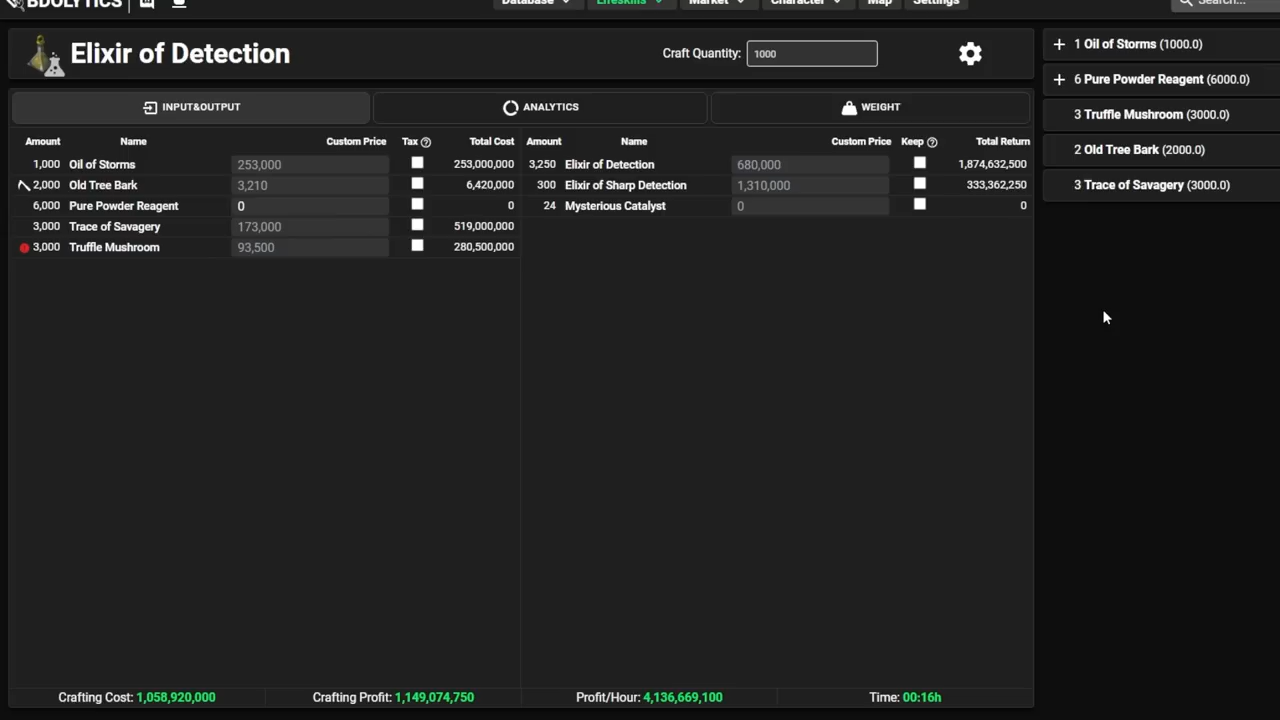 BDOLYTICS
Database Lifeskills Market Character Map Settings
Search...
Elixir of Detection
Craft Quantity: 1000
INPUT&OUTPUT
ANALYTICS
WEIGHT
Amount Name Custom Price Tax Total Cost
1,000 Oil of Storms 253,000 253,000,000
2,000 Old Tree Bark 3,210 6,420,000
6,000 Pure Powder Reagent 0 0
3,000 Trace of Savagery 173,000 519,000,000
3,000 Truffle Mushroom 93,500 280,500,000
Amount Name Custom Price Keep Total Return
3,250 Elixir of Detection 680,000 1,874,632,500
300 Elixir of Sharp Detection 1,310,000 333,362,250
24 Mysterious Catalyst 0 0
Crafting Cost: 1,058,920,000
Crafting Profit: 1,149,074,750
Profit/Hour: 4,136,669,100
Time: 00:16h
+ 1 Oil of Storms (1000.0)
+ 6 Pure Powder Reagent (6000.0)
3 Truffle Mushroom (3000.0)
2 Old Tree Bark (2000.0)
3 Trace of Savagery (3000.0)